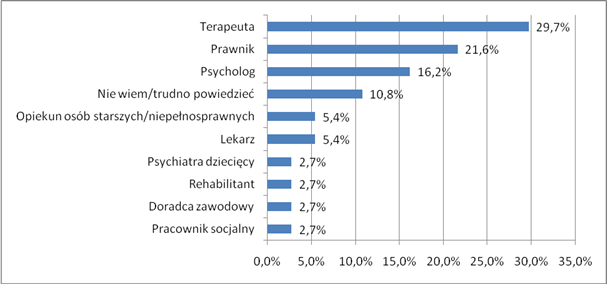 Terapeuta 29,7%
Prawnik 21,6%
Psycholog 16,2%
Nie wiem/trudno powiedzieć 10,8%
Opiekun osób starszych/niepełnosprawnych 5,4%
Lekarz 5,4%
Psychiatra dziecięcy 2,7%
Rehabilitant 2,7%
Doradca zawodowy 2,7%
Pracownik socjalny 2,7%
0,0% 5,0% 10,0% 15,0% 20,0% 25,0% 30,0% 35,0%